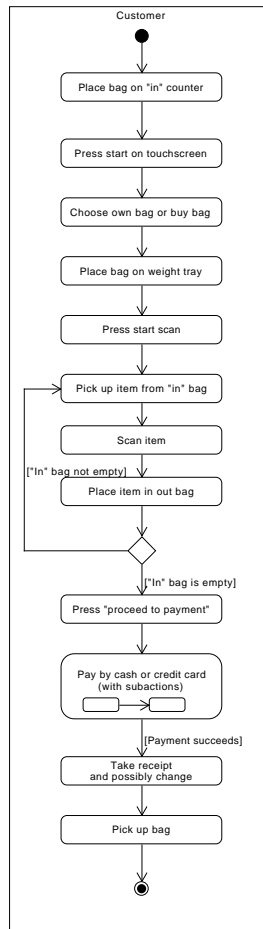 Customer
Place bag on "in" counter
Press start on touchscreen
Choose own bag or buy bag
Place bag on weight tray
Press start scan
Pick up item from "in" bag
Scan item
["In" bag not empty]
Place item in out bag
["In" bag is empty]
Press "proceed to payment"
Pay by cash or credit card
(with subactions)
[Payment succeeds]
Take receipt
and possibly change
Pick up bag